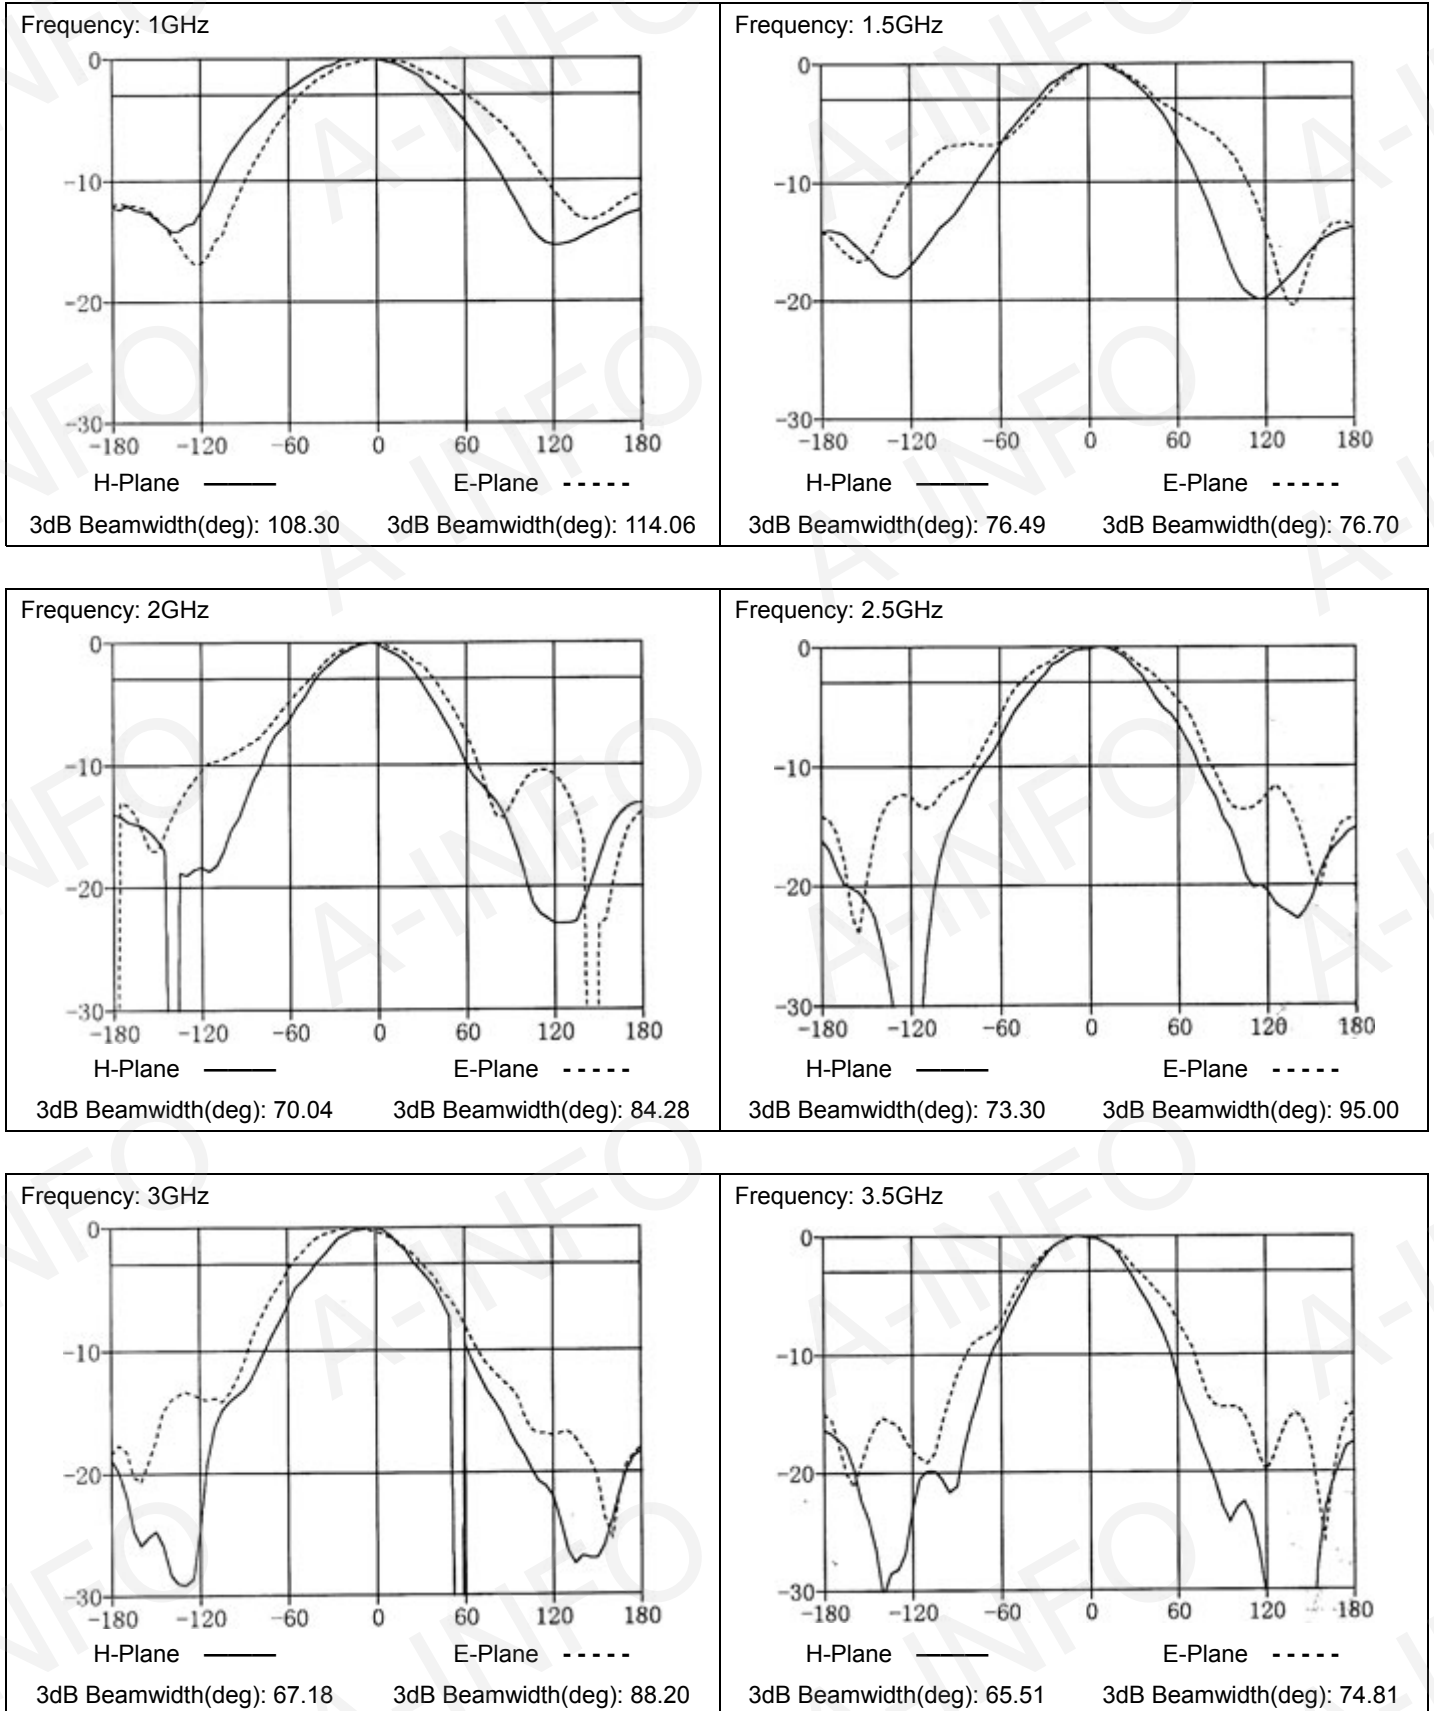 Frequency: 1GHz
0
-10
-20
-30
-180 -120 -60 0 60 120 180
H-Plane E-Plane
3dB Beamwidth(deg): 108.30 3dB Beamwidth(deg): 114.06
Frequency: 1.5GHz
0
-10
-20
-30
-180 -120 -60 0 60 120 180
H-Plane E-Plane
3dB Beamwidth(deg): 76.49 3dB Beamwidth(deg): 76.70
Frequency: 2GHz
0
-10
-20
-30
-180 -120 -60 0 60 120 180
H-Plane E-Plane
3dB Beamwidth(deg): 70.04 3dB Beamwidth(deg): 84.28
Frequency: 2.5GHz
0
-10
-20
-30
-180 -120 -60 0 60 120 180
H-Plane E-Plane
3dB Beamwidth(deg): 73.30 3dB Beamwidth(deg): 95.00
Frequency: 3GHz
0
-10
-20
-30
-180 -120 -60 0 60 120 180
H-Plane E-Plane
3dB Beamwidth(deg): 67.18 3dB Beamwidth(deg): 88.20
Frequency: 3.5GHz
0
-10
-20
-30
-180 -120 -60 0 60 120 180
H-Plane E-Plane
3dB Beamwidth(deg): 65.51 3dB Beamwidth(deg): 74.81
A-INFO
A-INFO
A-INFO
A-INFO
A-INFO
A-INFO